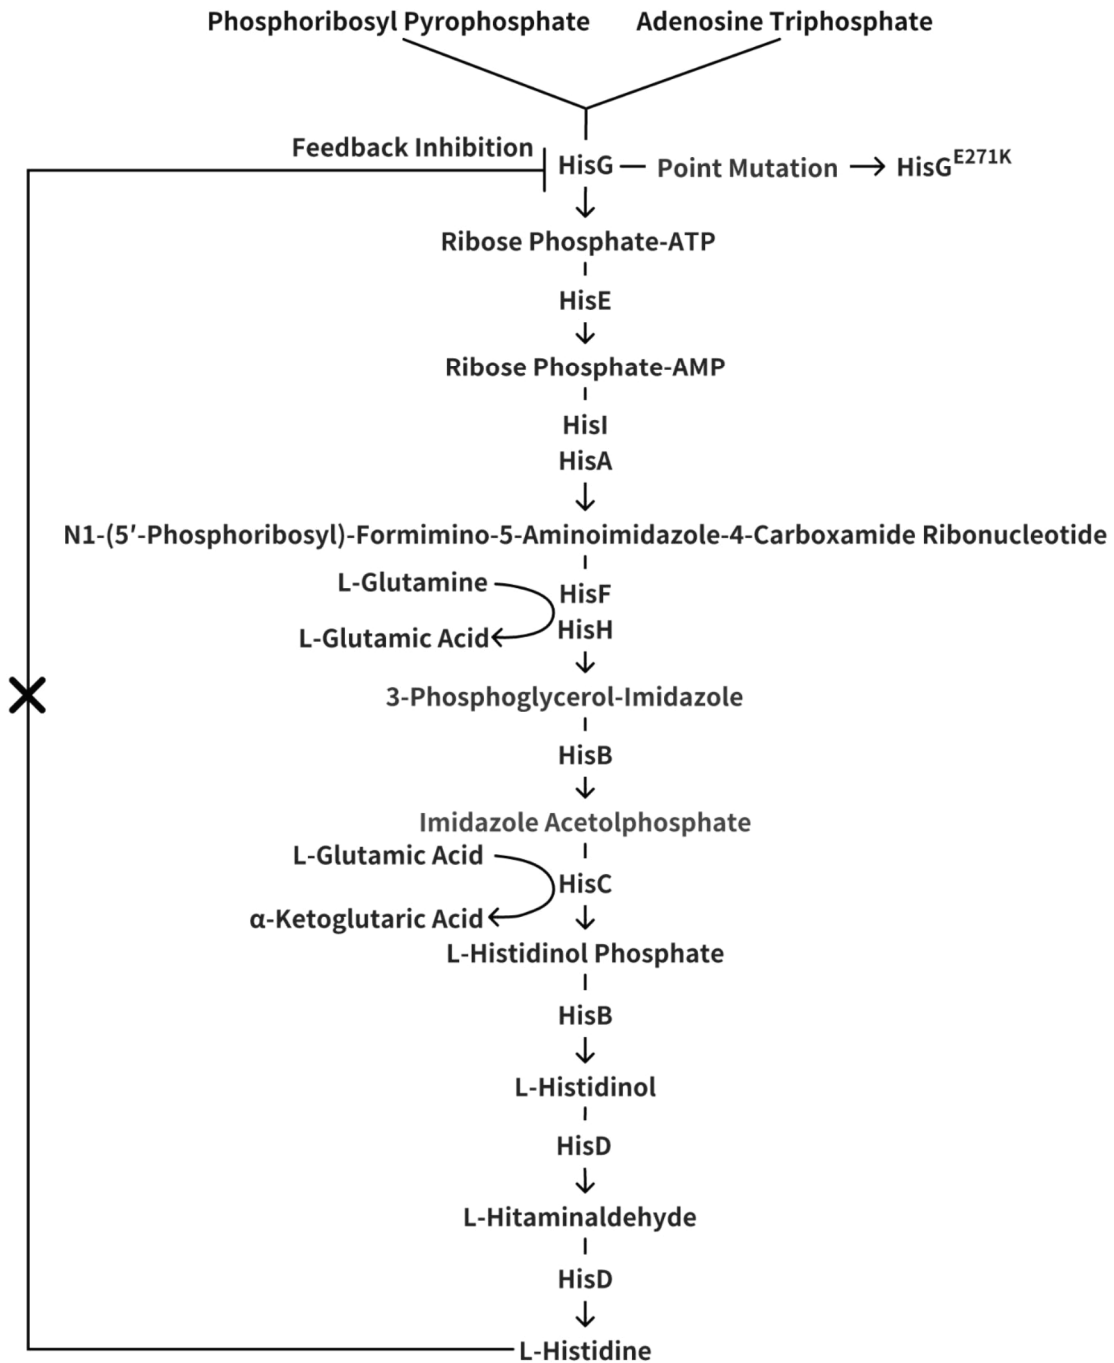 Phosphoribosyl Pyrophosphate Adenosine Triphosphate
Feedback Inhibition
HisG Point Mutation HisG^E271K
Ribose Phosphate-ATP
HisE
Ribose Phosphate-AMP
HisI
HisA
N1-(5′-Phosphoribosyl)-Formimino-5-Aminoimidazole-4-Carboxamide Ribonucleotide
L-Glutamine
HisF
L-Glutamic Acid
HisH
3-Phosphoglycerol-Imidazole
HisB
Imidazole Acetolphosphate
L-Glutamic Acid
HisC
α-Ketoglutaric Acid
L-Histidinol Phosphate
HisB
L-Histidinol
HisD
L-Hitaminaldehyde
HisD
L-Histidine